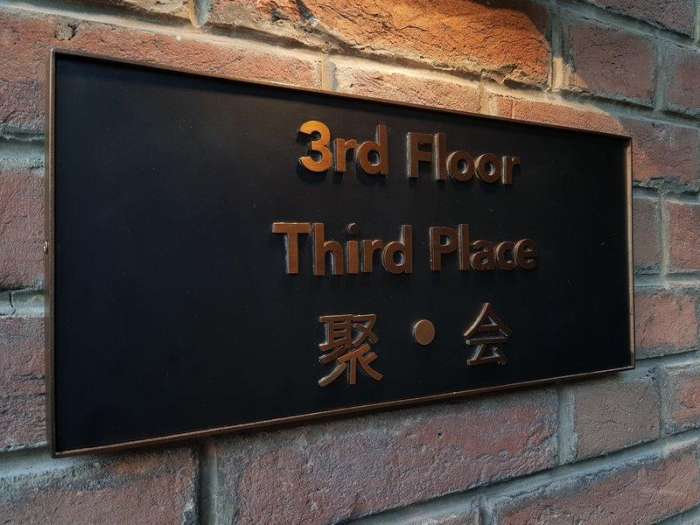 3rd Floor
Third Place
聚•会